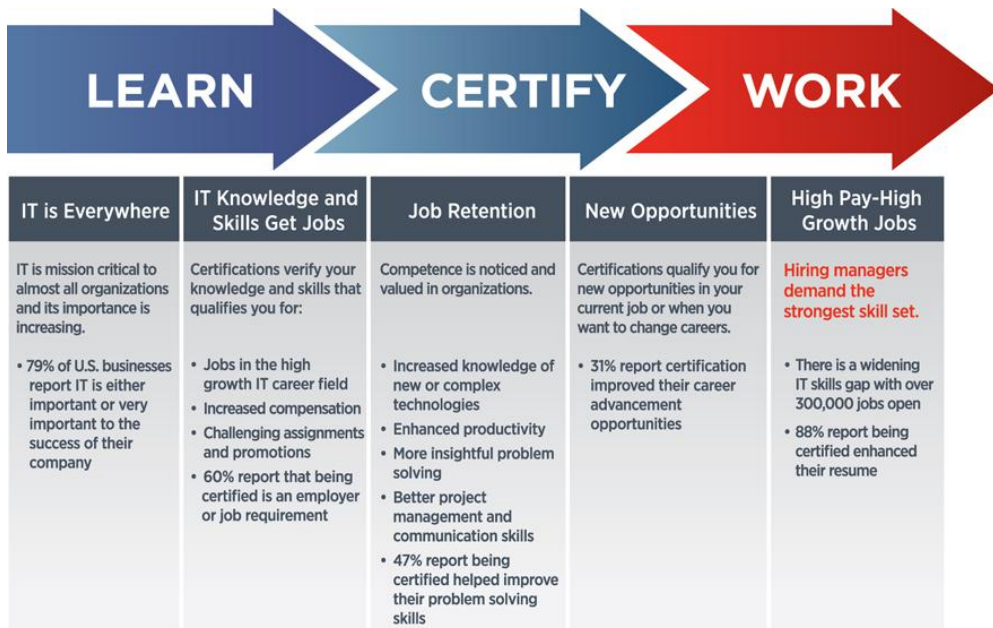 LEARN
CERTIFY
WORK
IT is Everywhere
IT is mission critical to
almost all organizations
and its importance is
increasing.
• 79% of U.S. businesses
report IT is either
important or very
important to the
success of their
company
IT Knowledge and
Skills Get Jobs
Certifications verify your
knowledge and skills that
qualifies you for:
• Jobs in the high
growth IT career field
• Increased compensation
• Challenging assignments
and promotions
• 60% report that being
certified is an employer
or job requirement
Job Retention
Competence is noticed and
valued in organizations.
• Increased knowledge of
new or complex
technologies
• Enhanced productivity
• More insightful problem
solving
• Better project
management and
communication skills
• 47% report being
certified helped improve
their problem solving
skills
New Opportunities
Certifications qualify you for
new opportunities in your
current job or when you
want to change careers.
• 31% report certification
improved their career
advancement
opportunities
High Pay-High
Growth Jobs
Hiring managers
demand the
strongest skill set.
• There is a widening
IT skills gap with over
300,000 jobs open
• 88% report being
certified enhanced
their resume